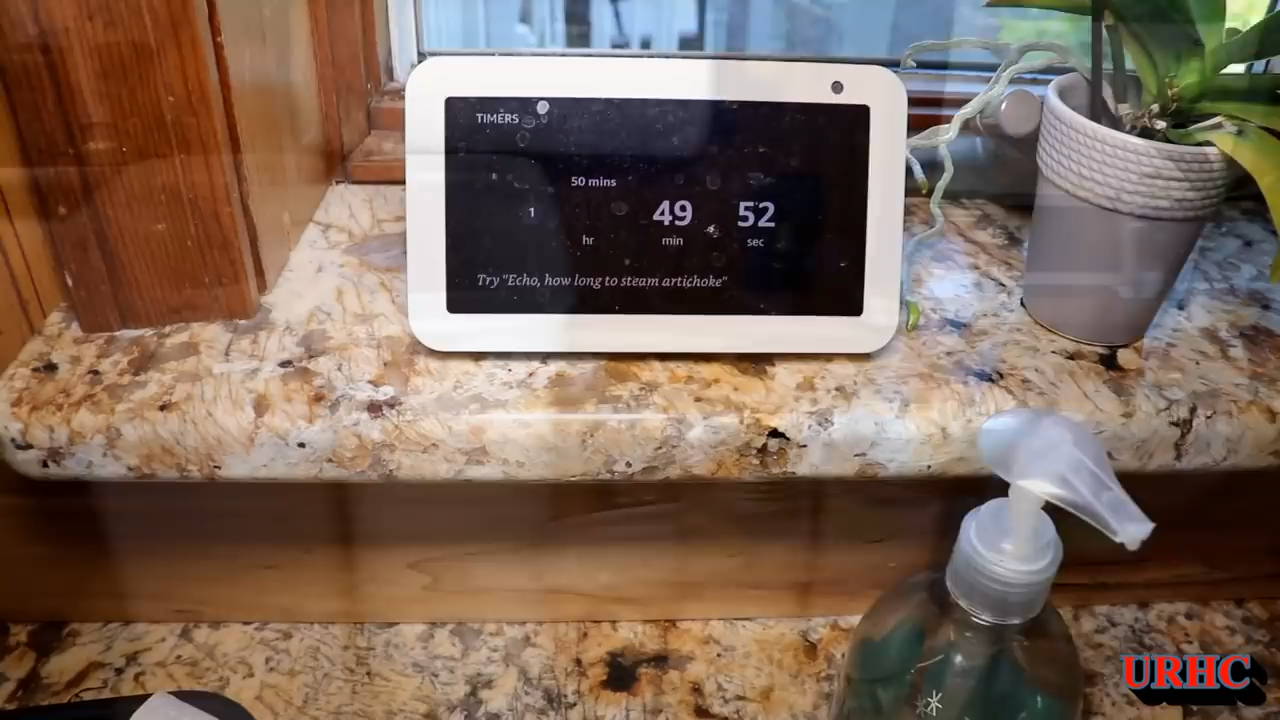 TIMERS
50 mins
1
49 52
hr min sec
Try "Echo, how long to steam artichoke"
URHC